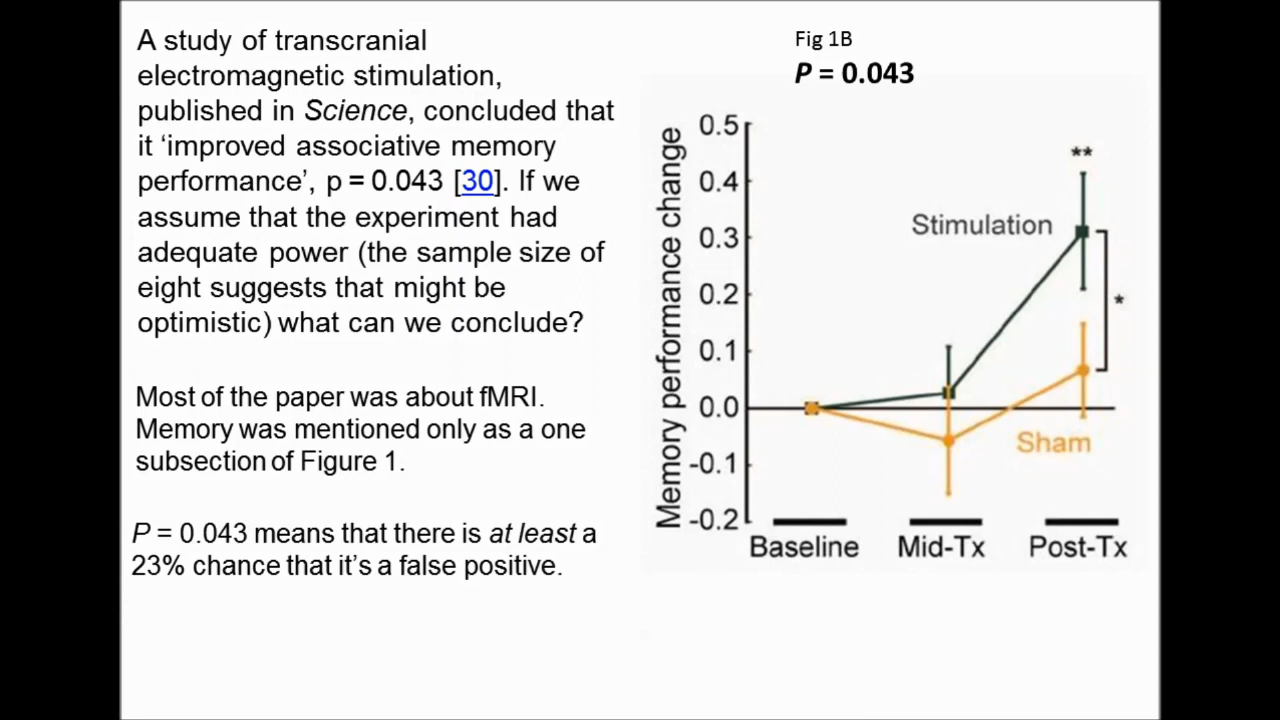 A study of transcranial
electromagnetic stimulation,
published in Science, concluded that
it ‘improved associative memory
performance’, p = 0.043 [30]. If we
assume that the experiment had
adequate power (the sample size of
eight suggests that might be
optimistic) what can we conclude?
Most of the paper was about fMRI.
Memory was mentioned only as a one
subsection of Figure 1.
P = 0.043 means that there is at least a
23% chance that it’s a false positive.
Fig 1B
P = 0.043
Memory performance change
0.5
0.4
0.3
0.2
0.1
0.0
-0.1
-0.2
**
Stimulation
*
Sham
Baseline Mid-Tx Post-Tx